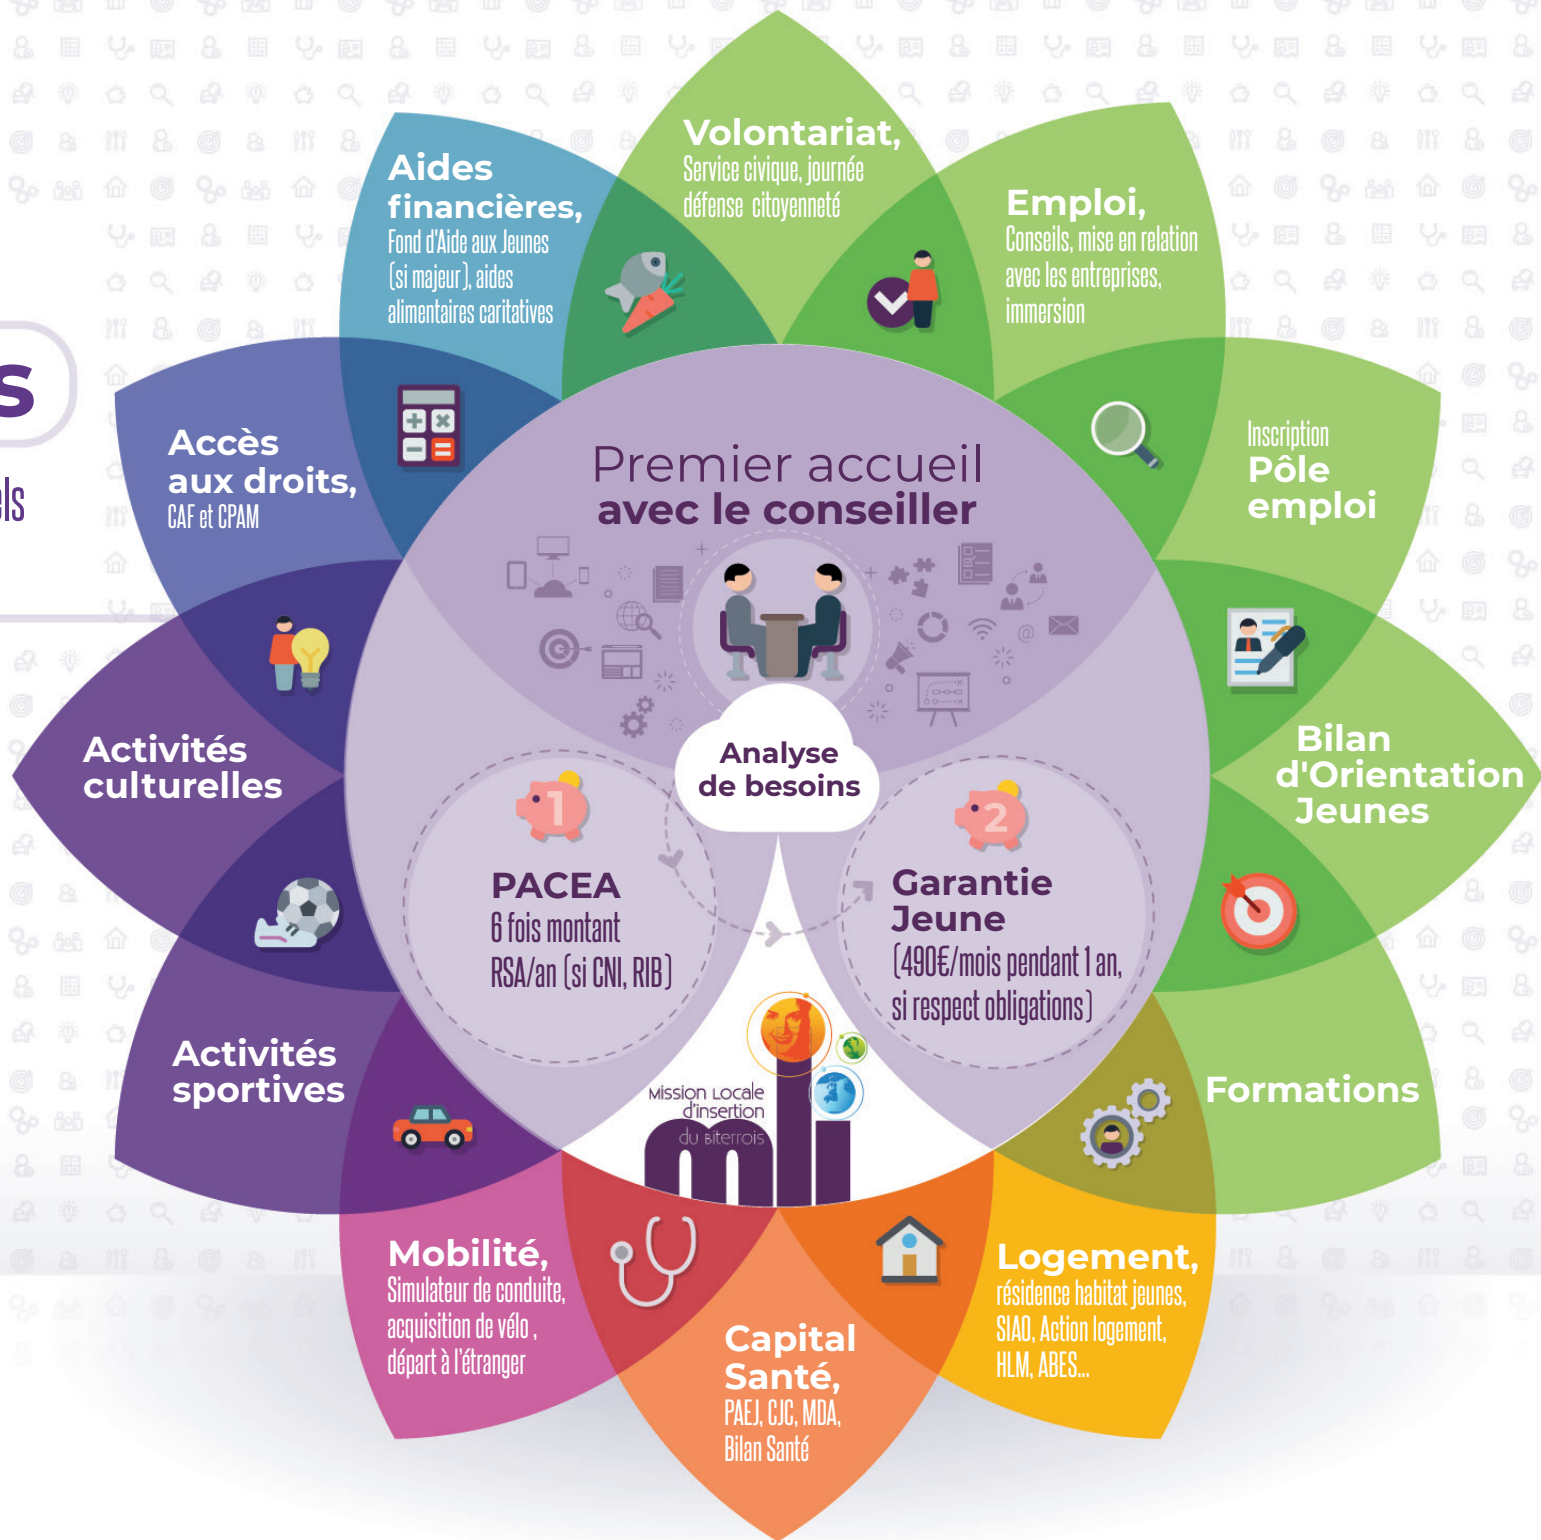 Volontariat,
Service civique, journée
défense citoyenneté
Emploi,
Conseils, mise en relation
avec les entreprises,
immersion
Inscription
Pôle
emploi
Bilan
d'Orientation
Jeunes
Formations
Logement,
résidence habitat jeunes,
SIAO, Action logement,
HLM, ABES...
Capital
Santé,
PAEJ, CJC, MDA,
Bilan Santé
Mobilité,
Simulateur de conduite,
acquisition de vélo ,
départ à l'étranger
Activités
sportives
Activités
culturelles
Accès
aux droits,
CAF et CPAM
Aides
financières,
Fond d'Aide aux Jeunes
(si majeur), aides
alimentaires caritatives
Premier accueil
avec le conseiller
@
Analyse
de besoins
1
PACEA
6 fois montant
RSA/an (si CNI, RIB)
2
Garantie
Jeune
(490€/mois pendant 1 an,
si respect obligations)
Mission Locale
d'insertion
du Biterrois
mli